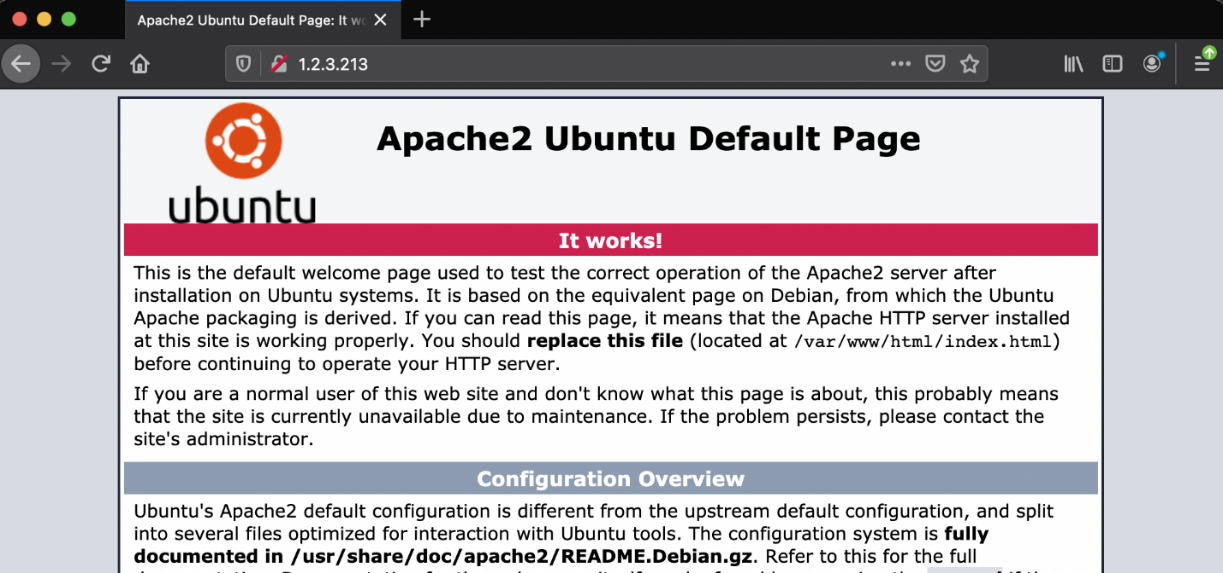 Apache2 Ubuntu Default Page: It wo
1.2.3.213
ubuntu
Apache2 Ubuntu Default Page
It works!
This is the default welcome page used to test the correct operation of the Apache2 server after
installation on Ubuntu systems. It is based on the equivalent page on Debian, from which the Ubuntu
Apache packaging is derived. If you can read this page, it means that the Apache HTTP server installed
at this site is working properly. You should replace this file (located at /var/www/html/index.html)
before continuing to operate your HTTP server.
If you are a normal user of this web site and don't know what this page is about, this probably means
that the site is currently unavailable due to maintenance. If the problem persists, please contact the
site's administrator.
Configuration Overview
Ubuntu's Apache2 default configuration is different from the upstream default configuration, and split
into several files optimized for interaction with Ubuntu tools. The configuration system is fully
documented in /usr/share/doc/apache2/README.Debian.gz. Refer to this for the full